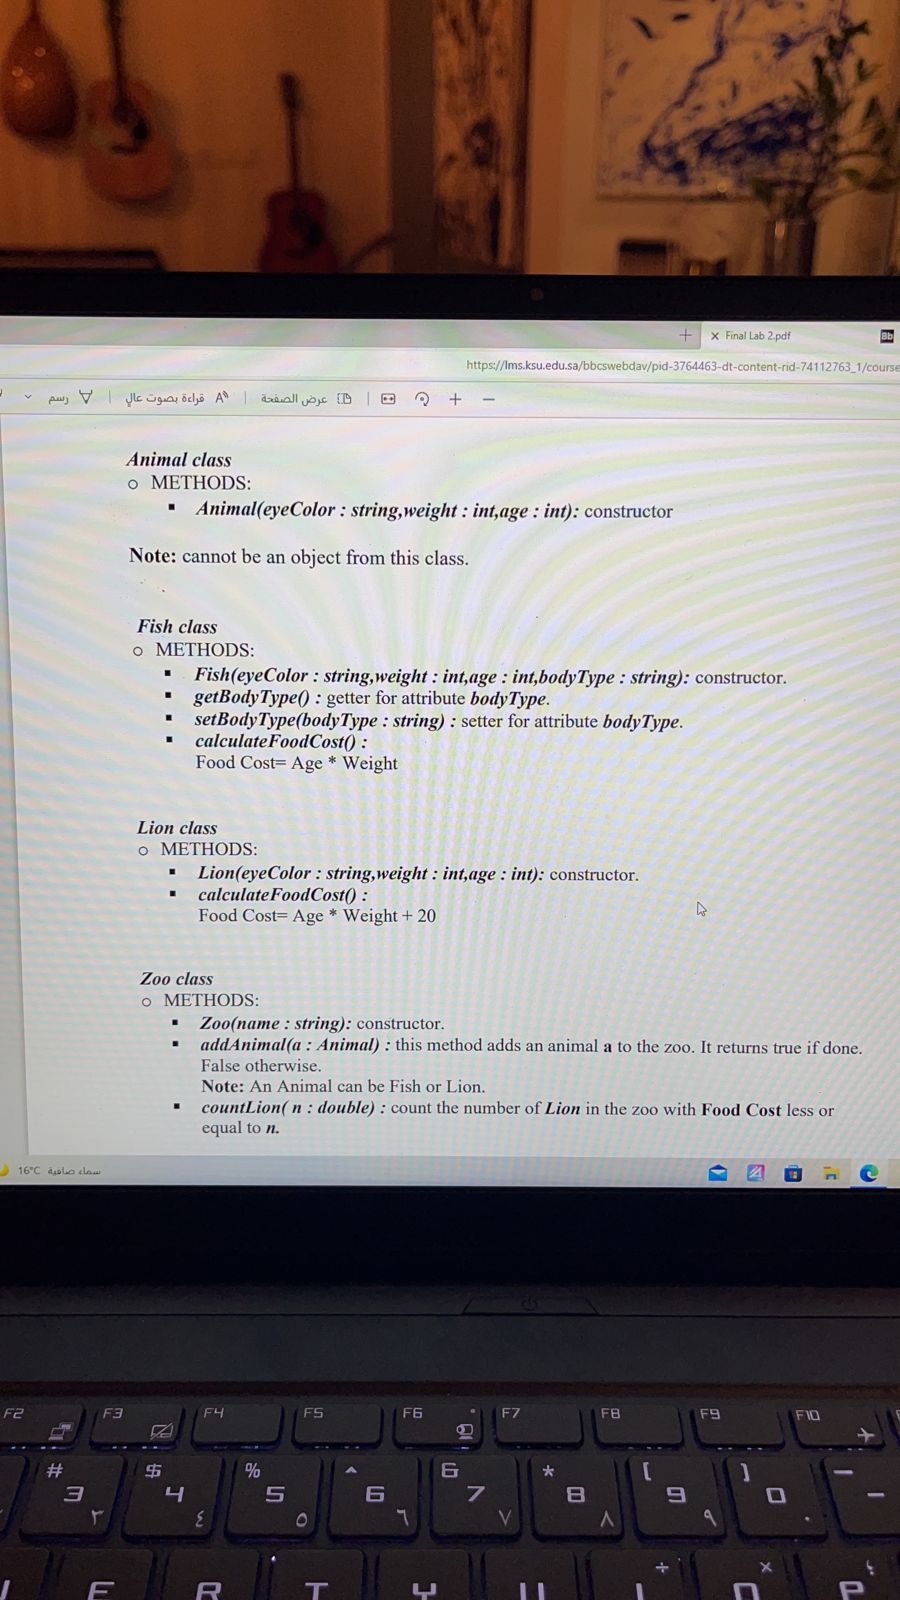 Final Lab 2.pdf
Bb
https://lms.ksu.edu.sa/bbcswebdav/pid-3764463-dt-content-rid-74112763_1/course
رسم
قراءة بصوت عالٍ
عرض الصفحة
Animal class
o METHODS:
▪ Animal(eyeColor : string,weight : int,age : int): constructor
Note: cannot be an object from this class.
Fish class
o METHODS:
▪ Fish(eyeColor : string,weight : int,age : int,bodyType : string): constructor.
▪ getBodyType() : getter for attribute bodyType.
▪ setBodyType(bodyType : string) : setter for attribute bodyType.
▪ calculateFoodCost() :
Food Cost= Age * Weight
Lion class
o METHODS:
▪ Lion(eyeColor : string,weight : int,age : int): constructor.
▪ calculateFoodCost() :
Food Cost= Age * Weight + 20
Zoo class
o METHODS:
▪ Zoo(name : string): constructor.
▪ addAnimal(a : Animal) : this method adds an animal a to the zoo. It returns true if done.
False otherwise.
Note: An Animal can be Fish or Lion.
▪ countLion( n : double) : count the number of Lion in the zoo with Food Cost less or
equal to n.
16°C سماء صافية
F2 F3 F4 F5 F6 F7 F8 F9 F10
# $ % ^ & * [ ] –
3 4 5 6 7 8 9 0 -
٣ ٤ ٥ ٦ ٧ ٨ ٩
E R T Y U I O P